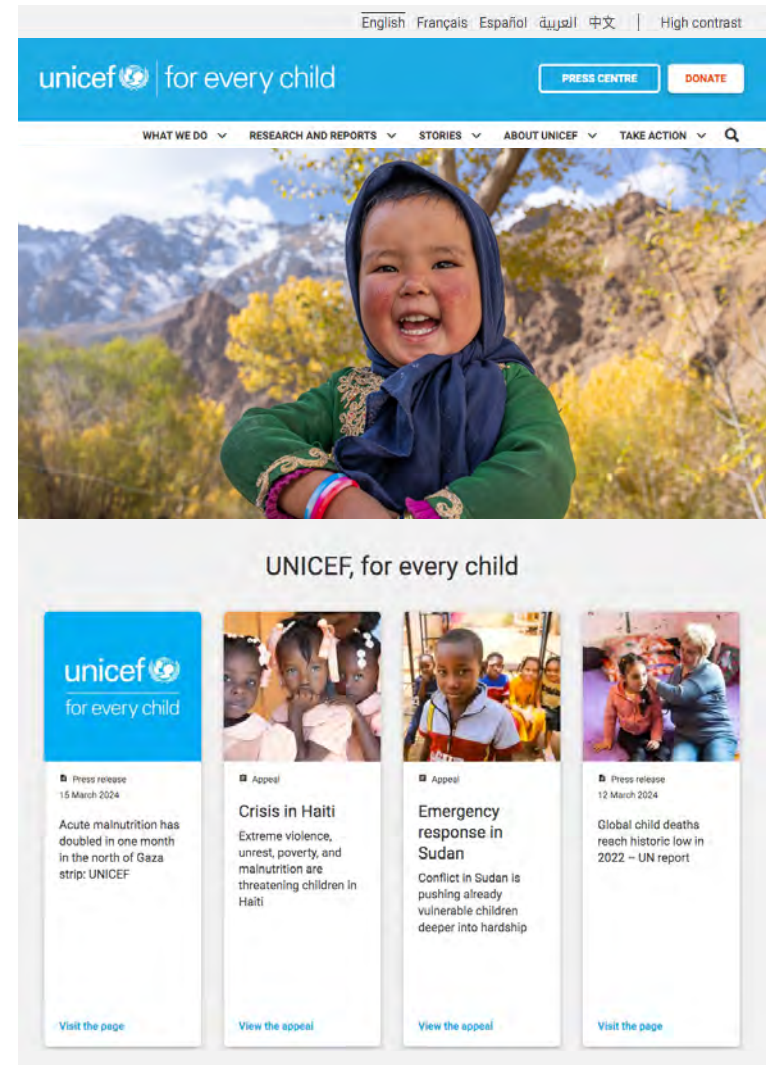 English Français Español العربية 中文 | High contrast
unicef for every child
PRESS CENTRE
DONATE
WHAT WE DO
RESEARCH AND REPORTS
STORIES
ABOUT UNICEF
TAKE ACTION
UNICEF, for every child
unicef
for every child
Press release
15 March 2024
Acute malnutrition has
doubled in one month
in the north of Gaza
strip: UNICEF
Visit the page
Appeal
Crisis in Haiti
Extreme violence,
unrest, poverty, and
malnutrition are
threatening children in
Haiti
View the appeal
Appeal
Emergency
response in
Sudan
Conflict in Sudan is
pushing already
vulnerable children
deeper into hardship
View the appeal
Press release
12 March 2024
Global child deaths
reach historic low in
2022 – UN report
Visit the page